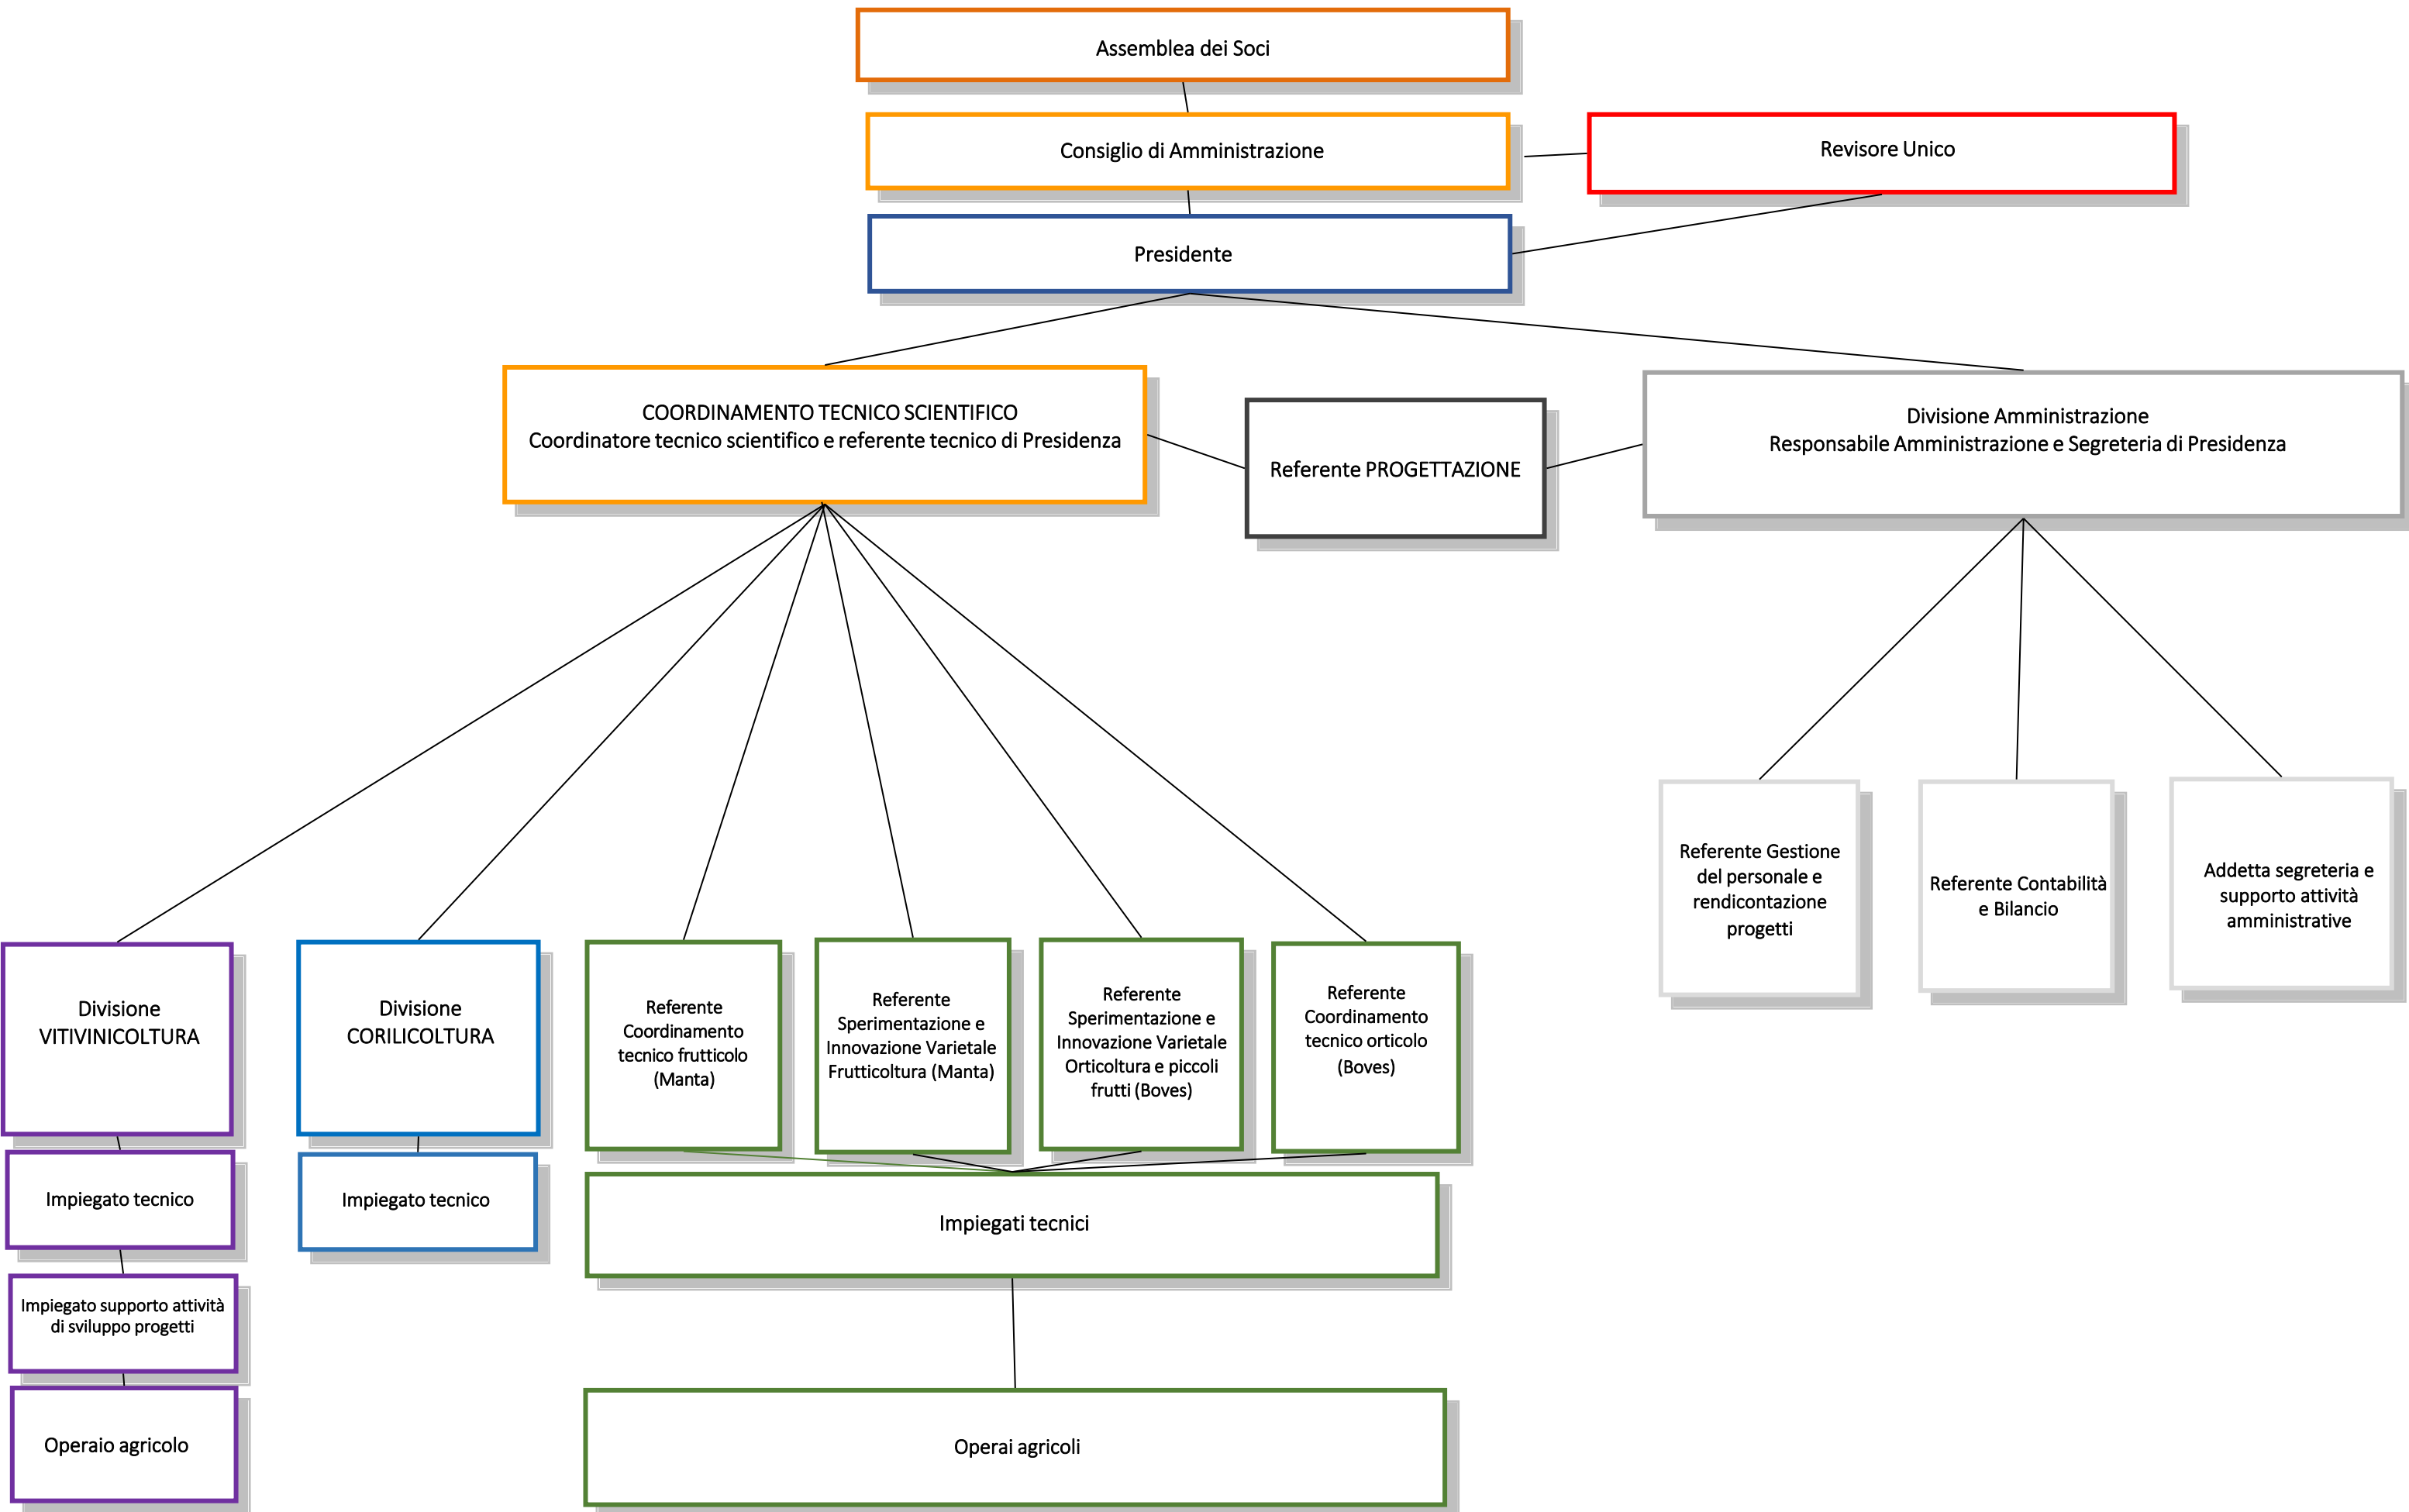 Assemblea dei Soci
Consiglio di Amministrazione
Revisore Unico
Presidente
COORDINAMENTO TECNICO SCIENTIFICO
Coordinatore tecnico scientifico e referente tecnico di Presidenza
Referente PROGETTAZIONE
Divisione Amministrazione
Responsabile Amministrazione e Segreteria di Presidenza
Referente Gestione
del personale e
rendicontazione
progetti
Referente Contabilità
e Bilancio
Addetta segreteria e
supporto attività
amministrative
Divisione
VITIVINICOLTURA
Divisione
CORILICOLTURA
Referente
Coordinamento
tecnico frutticolo
(Manta)
Referente
Sperimentazione e
Innovazione Varietale
Frutticoltura (Manta)
Referente
Sperimentazione e
Innovazione Varietale
Orticoltura e piccoli
frutti (Boves)
Referente
Coordinamento
tecnico orticolo
(Boves)
Impiegato tecnico
Impiegato tecnico
Impiegati tecnici
Impiegato supporto attività
di sviluppo progetti
Operaio agricolo
Operai agricoli